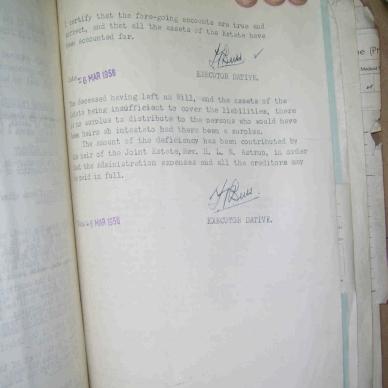 I certify that the fore-going accounts are true and
correct, and that all the assets of the Estate have
been accounted for.
-6 MAR 1958
EXECUTOR DATIVE.
The deceased having left no Will, and the assets of the
Estate being insufficient to cover the liabilities, there
is no surplus to distribute to the persons who would have
been heirs ab intestato had there been a surplus.
The amount of the deficiency has been contributed by
the heir of the Joint Estate, Rev. H. L. R.
that the administration expenses and all the creditors may
be paid in full.
-6 MAR 1958
EXECUTOR DATIVE.